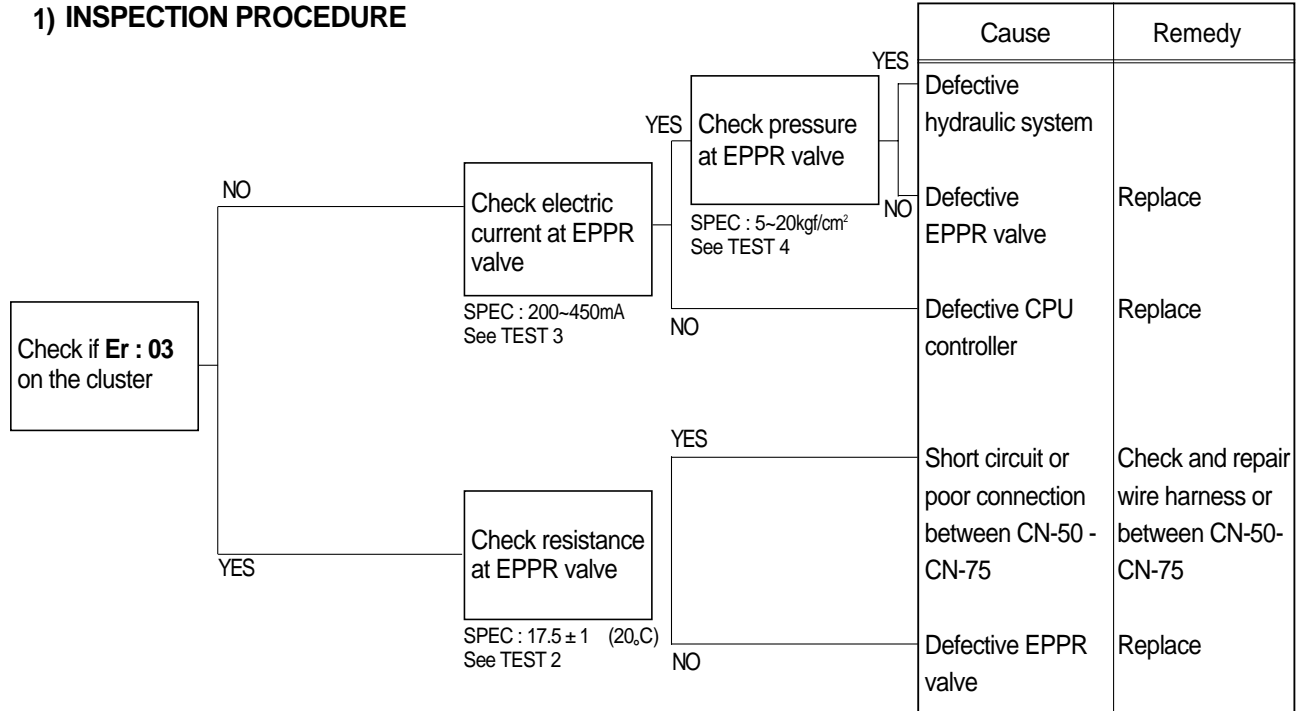 1) INSPECTION PROCEDURE
Cause
Remedy
Check if Er : 03
on the cluster
NO
YES
Check electric
current at EPPR
valve
SPEC : 200~450mA
See TEST 3
YES
NO
Check pressure
at EPPR valve
SPEC : 5~20kgf/cm²
See TEST 4
YES
NO
Check resistance
at EPPR valve
SPEC : 17.5 ± 1 (20°C)
See TEST 2
YES
NO
Defective
hydraulic system
Defective
EPPR valve
Replace
Defective CPU
controller
Replace
Short circuit or
poor connection
between CN-50 -
CN-75
Check and repair
wire harness or
between CN-50-
CN-75
Defective EPPR
valve
Replace